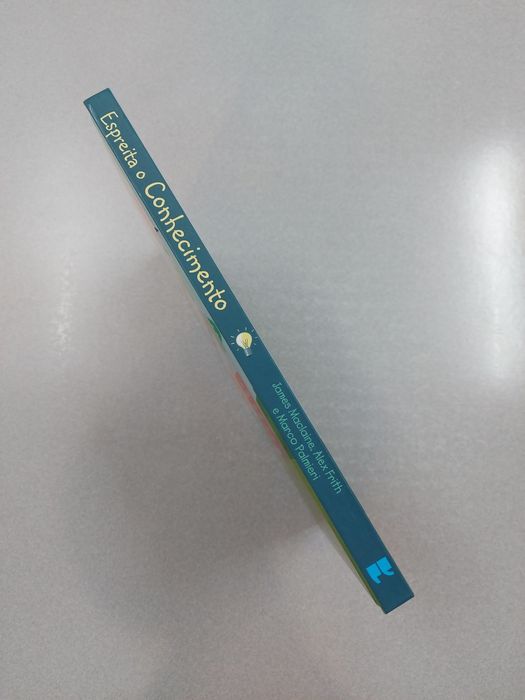 Espreita o Conhecimento
James Maclaine, Alex Frith
e Marco Palmieri